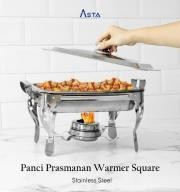 ASTA
Panci Prasmanan Warmer Square
Stainless Steel